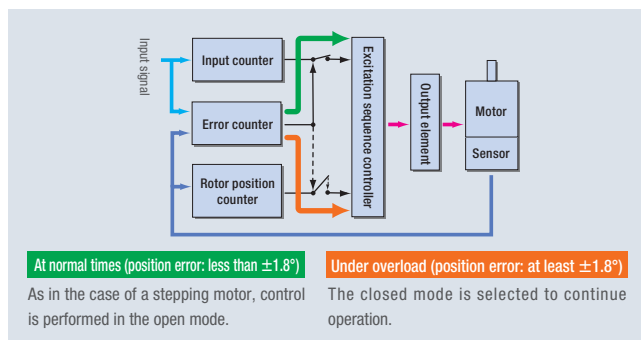 Input signal
Input counter
Error counter
Rotor position
counter
Excitation sequence controller
Output element
Motor
Sensor
At normal times (position error: less than ±1.8°)
As in the case of a stepping motor, control
is performed in the open mode.
Under overload (position error: at least ±1.8°)
The closed mode is selected to continue
operation.